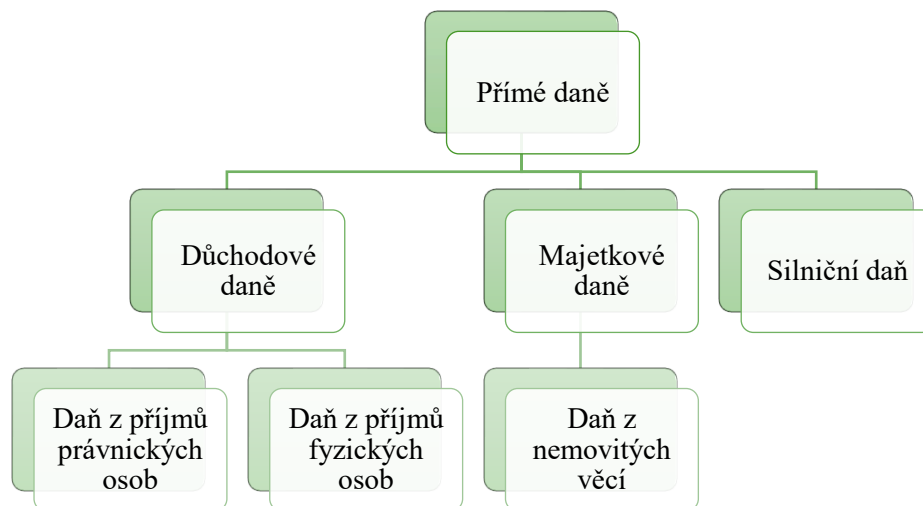 Přímé daně
Důchodové
daně
Majetkové
daně
Silniční daň
Daň z příjmů
právnických
osob
Daň z příjmů
fyzických
osob
Daň z
nemovitých
věcí